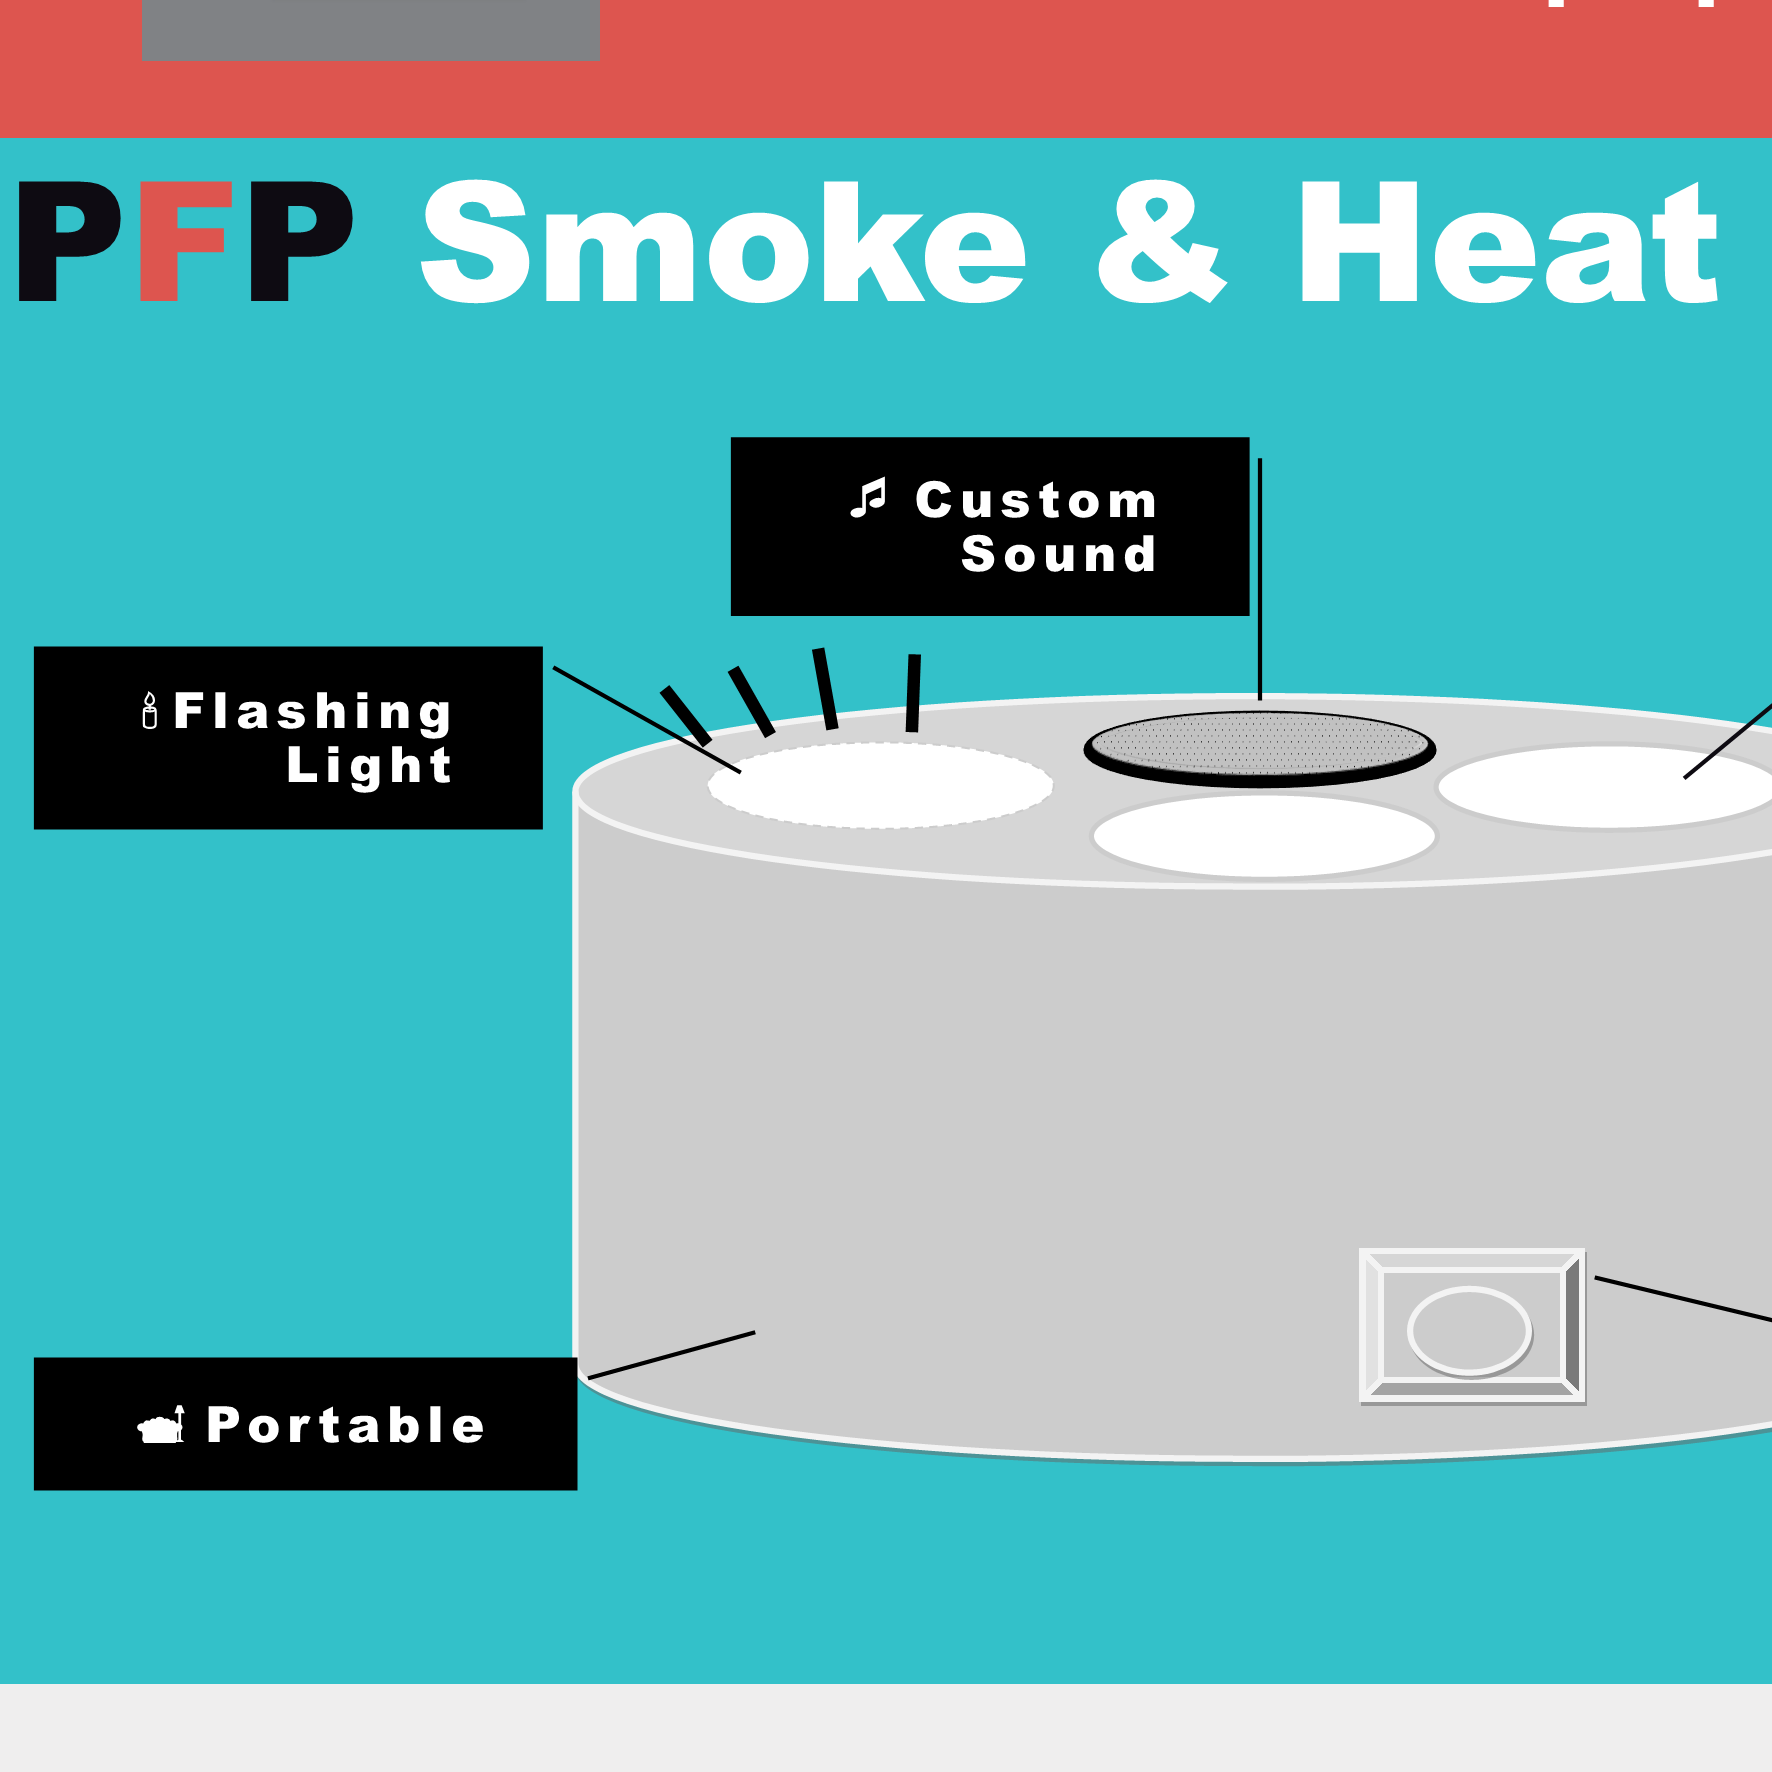 PFP Smoke & Heat
♫ Custom
Sound
🕯Flashing
Light
🛋 Portable